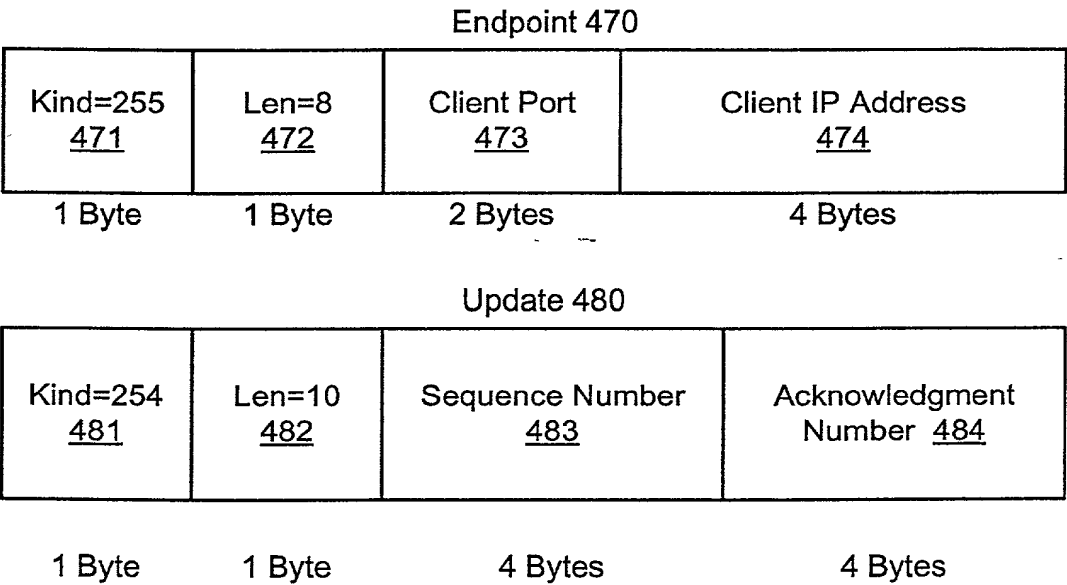 Endpoint 470
Kind=255 Len=8 Client Port Client IP Address
471 472 473 474
1 Byte 1 Byte 2 Bytes 4 Bytes
Update 480
Kind=254 Len=10 Sequence Number Acknowledgment
481 482 483 Number 484
1 Byte 1 Byte 4 Bytes 4 Bytes